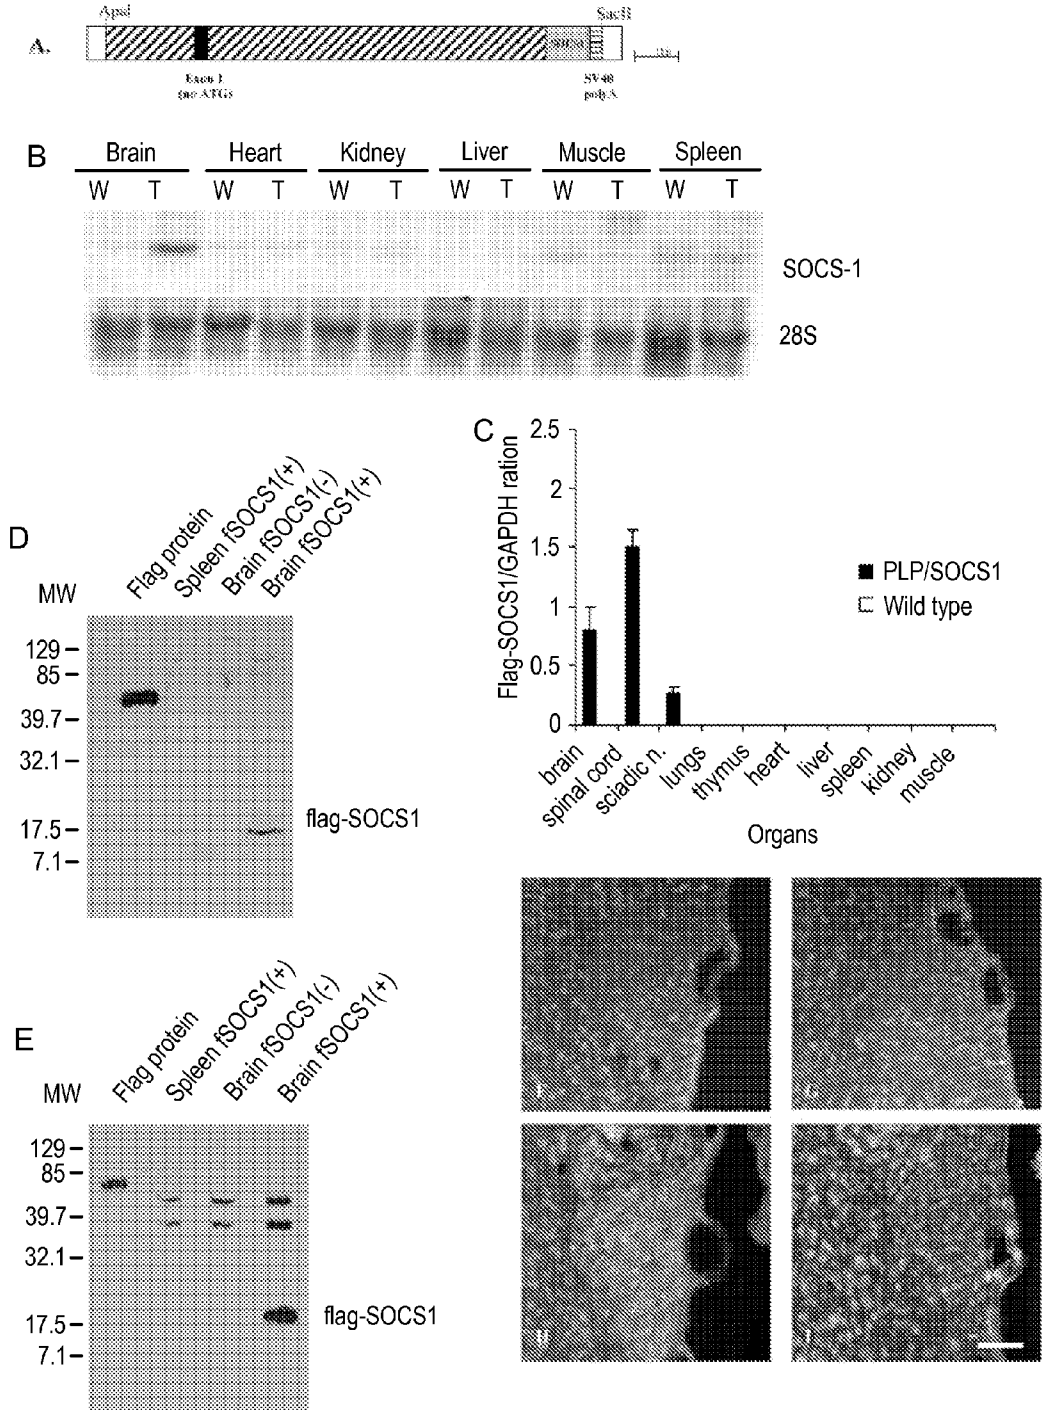 ApaI SacII
A.
Exon 1 SV40
(no ATG) polyA
B Brain Heart Kidney Liver Muscle Spleen
W T W T W T W T W T W T
SOCS-1
28S
C
Flag-SOCS1/GAPDH ration
2.5
2
1.5
1
0.5
0
PLP/SOCS1
Wild type
brain spinal cord sciadic n. lungs thymus heart liver spleen kidney muscle
Organs
D
Flag protein Spleen fSOCS1(+) Brain fSOCS1(-) Brain fSOCS1(+)
MW
129
85
39.7
32.1
17.5
7.1
flag-SOCS1
E
Flag protein Spleen fSOCS1(+) Brain fSOCS1(-) Brain fSOCS1(+)
MW
129
85
39.7
32.1
17.5
7.1
flag-SOCS1
F G
H I